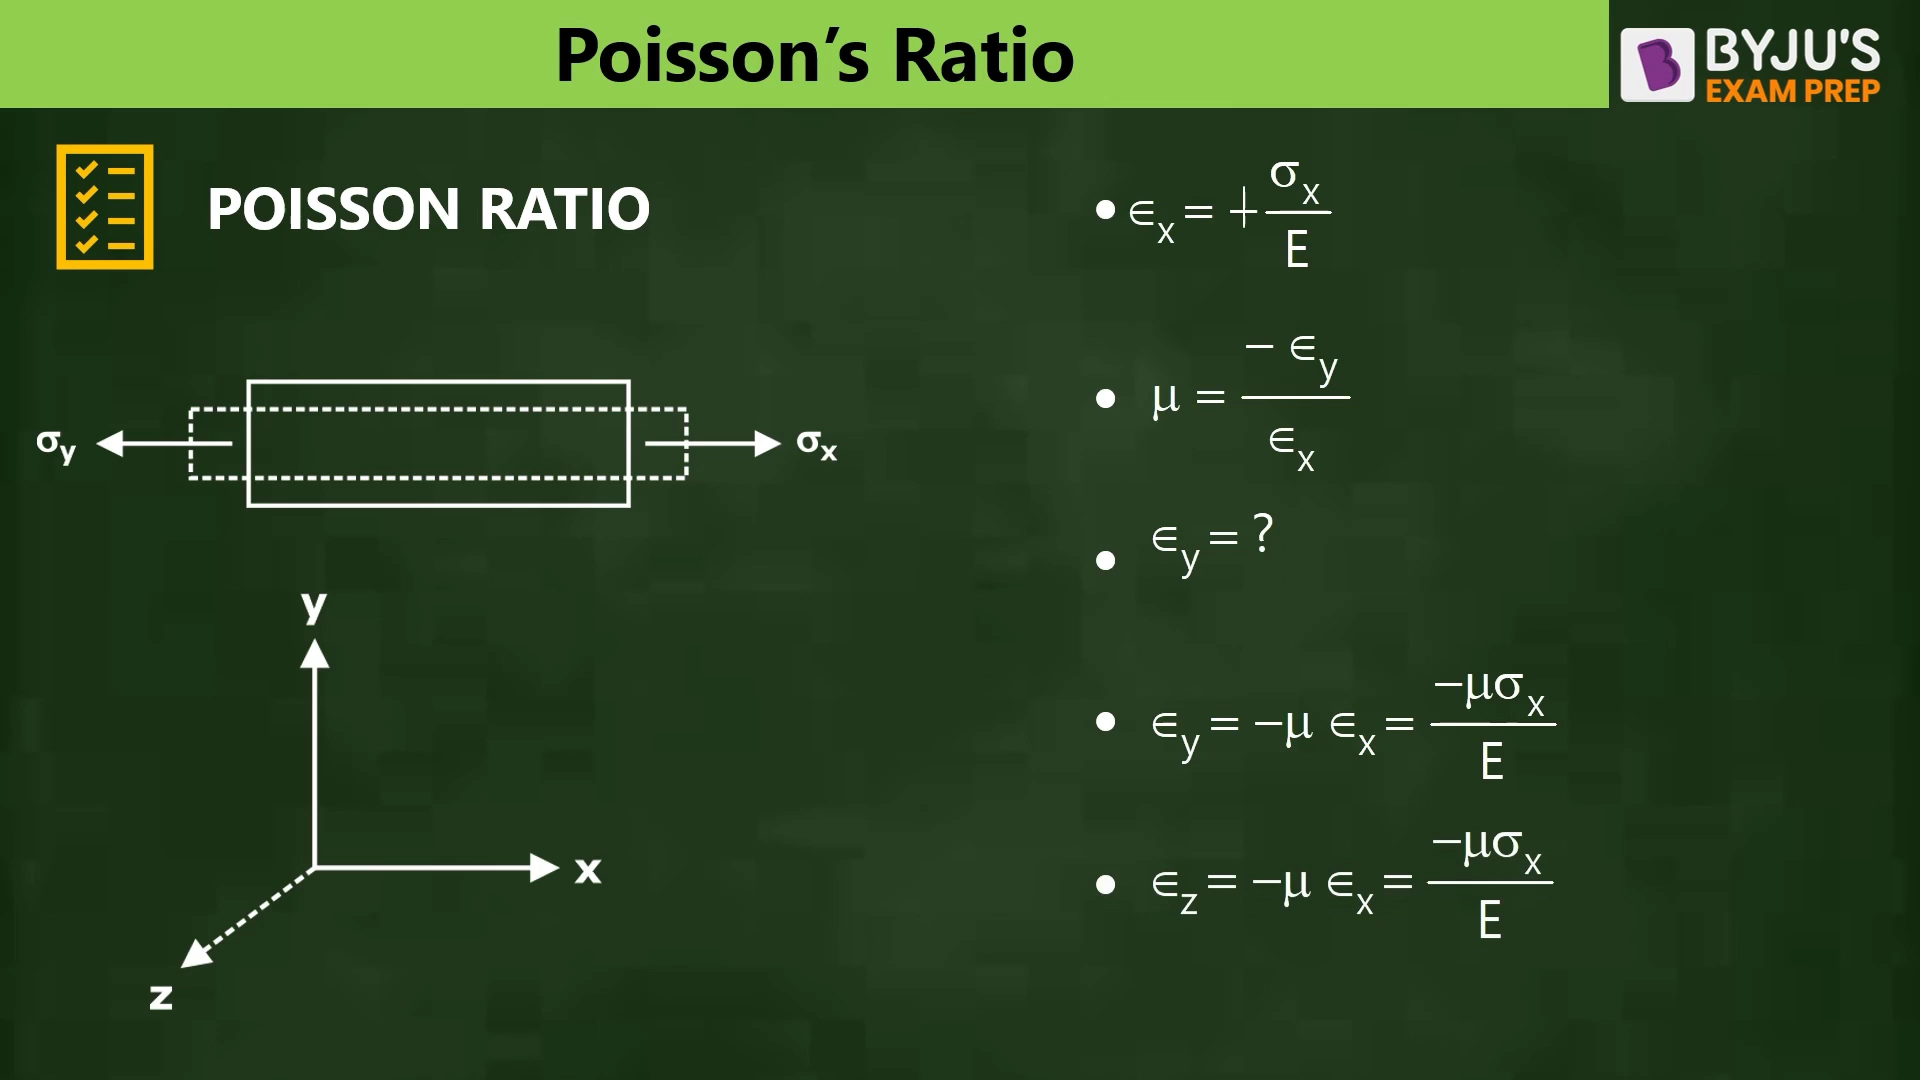 Poisson’s Ratio
BYJU'S
EXAM PREP
POISSON RATIO
σy
σx
y
x
z
• ∈x = +σx/E
• μ = − ∈y/∈x
• ∈y = ?
• ∈y = −μ ∈x = −μσx/E
• ∈z = −μ ∈x = −μσx/E